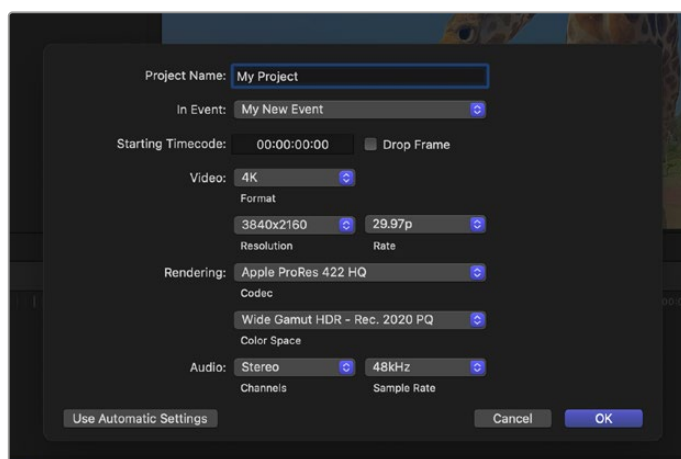 Project Name: My Project
In Event: My New Event
Starting Timecode: 00:00:00:00 Drop Frame
Video: 4K
Format
3840x2160 29.97p
Resolution Rate
Rendering: Apple ProRes 422 HQ
Codec
Wide Gamut HDR - Rec. 2020 PQ
Color Space
Audio: Stereo 48kHz
Channels Sample Rate
Use Automatic Settings Cancel OK